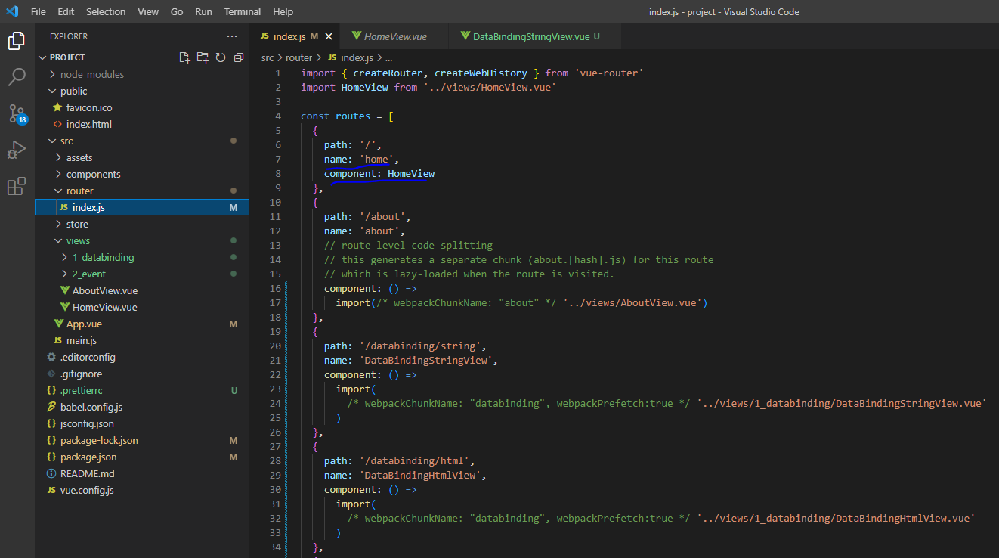 File Edit Selection View Go Run Terminal Help index.js - project - Visual Studio Code
EXPLORER ...
PROJECT
node_modules
public
favicon.ico
index.html
src
assets
components
router
JS index.js M
store
views
1_databinding
2_event
AboutView.vue
HomeView.vue
App.vue M
JS main.js
.editorconfig
.gitignore
{} .prettierrc U
babel.config.js
{} jsconfig.json
{} package-lock.json M
{} package.json M
README.md
JS vue.config.js
18
JS index.js M HomeView.vue DataBindingStringView.vue U
src > router > JS index.js > ...
1 import { createRouter, createWebHistory } from 'vue-router'
2 import HomeView from '../views/HomeView.vue'
3
4 const routes = [
5 {
6 path: '/',
7 name: 'home',
8 component: HomeView
9 },
10 {
11 path: '/about',
12 name: 'about',
13 // route level code-splitting
14 // this generates a separate chunk (about.[hash].js) for this route
15 // which is lazy-loaded when the route is visited.
16 component: () =>
17 import(/* webpackChunkName: "about" */ '../views/AboutView.vue')
18 },
19 {
20 path: '/databinding/string',
21 name: 'DataBindingStringView',
22 component: () =>
23 import(
24 /* webpackChunkName: "databinding", webpackPrefetch:true */ '../views/1_databinding/DataBindingStringView.vue'
25 )
26 },
27 {
28 path: '/databinding/html',
29 name: 'DataBindingHtmlView',
30 component: () =>
31 import(
32 /* webpackChunkName: "databinding", webpackPrefetch:true */ '../views/1_databinding/DataBindingHtmlView.vue'
33 )
34 },